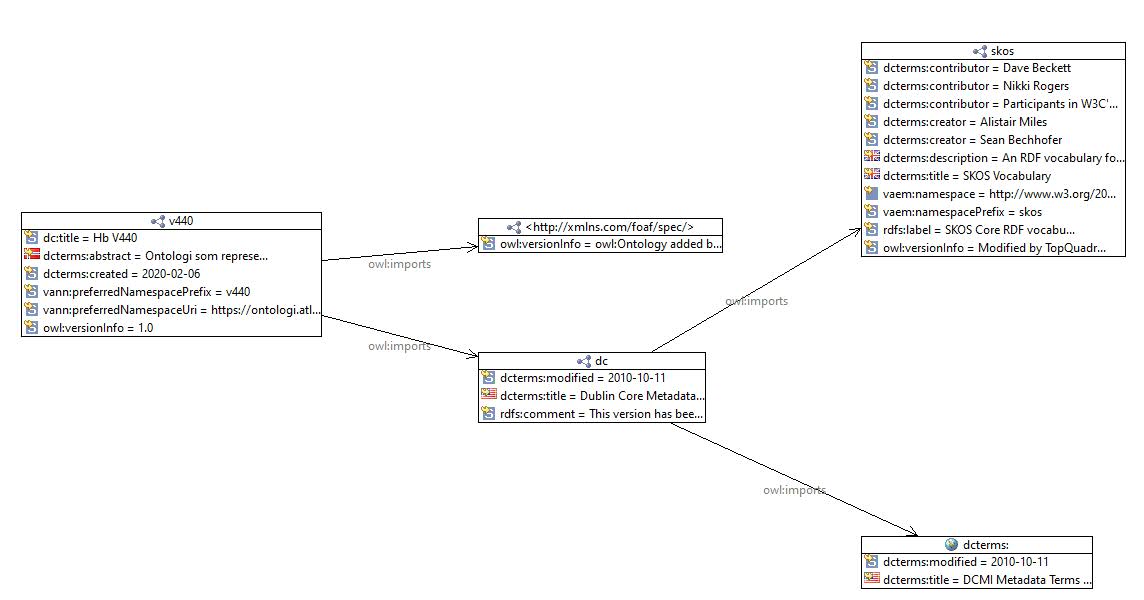 skos
dcterms:contributor = Dave Beckett
dcterms:contributor = Nikki Rogers
dcterms:contributor = Participants in W3C'...
dcterms:creator = Alistair Miles
dcterms:creator = Sean Bechhofer
dcterms:description = An RDF vocabulary fo...
dcterms:title = SKOS Vocabulary
vaem:namespace = http://www.w3.org/20...
vaem:namespacePrefix = skos
rdfs:label = SKOS Core RDF vocabu...
owl:versionInfo = Modified by TopQuadr...
v440
dc:title = Hb V440
dcterms:abstract = Ontologi som represe...
dcterms:created = 2020-02-06
vann:preferredNamespacePrefix = v440
vann:preferredNamespaceUri = https://ontologi.atl...
owl:versionInfo = 1.0
<http://xmlns.com/foaf/spec/>
owl:versionInfo = owl:Ontology added b...
owl:imports
owl:imports
owl:imports
dc
dcterms:modified = 2010-10-11
dcterms:title = Dublin Core Metadata...
rdfs:comment = This version has bee...
owl:imports
dcterms:
dcterms:modified = 2010-10-11
dcterms:title = DCMI Metadata Terms ...